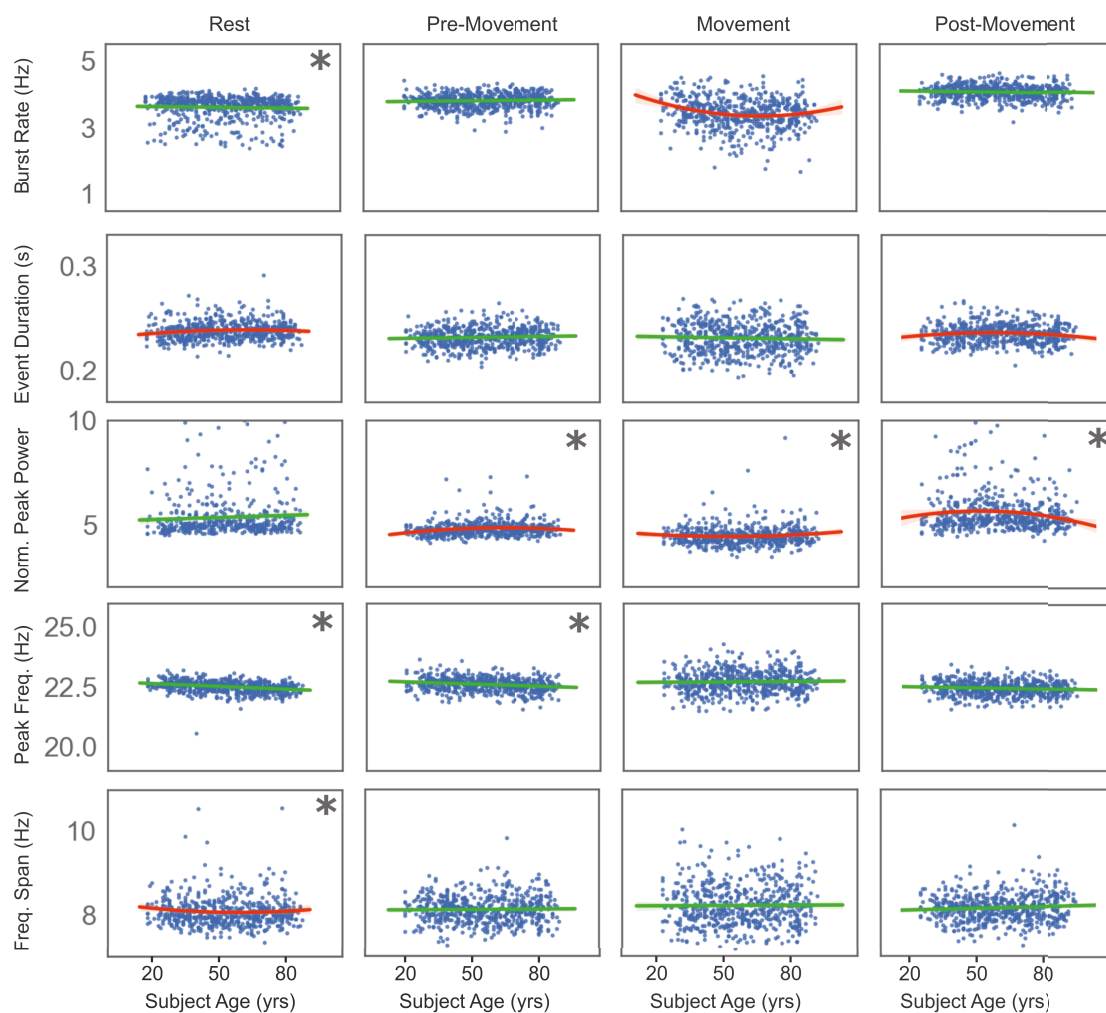 Rest Pre-Movement Movement Post-Movement
Burst Rate (Hz)
5 *
3
1
Event Duration (s)
0.3
0.2
Norm. Peak Power
10 * * *
5
Peak Freq. (Hz)
25.0 * *
22.5
20.0
Freq. Span (Hz)
10 *
8
20 50 80 20 50 80 20 50 80 20 50 80
Subject Age (yrs) Subject Age (yrs) Subject Age (yrs) Subject Age (yrs)